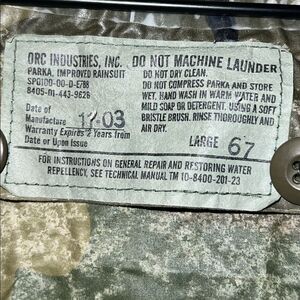 ORC INDUSTRIES, INC.
PARKA, IMPROVED RAINSUIT
SPO100-00-D-E768
8405-01-443-9628
Date of
Manufacture 12-03
Warranty Expires 2 Years from
Date or Upon Issue
DO NOT MACHINE LAUNDER
DO NOT DRY CLEAN.
DO NOT COMPRESS PARKA AND STORE
WET. HAND WASH IN WARM WATER AND
MILD SOAP OR DETERGENT. USING A SOFT
BRISTLE BRUSH. RINSE THOROUGHLY AND
AIR DRY.
LARGE 67
FOR INSTRUCTIONS ON GENERAL REPAIR AND RESTORING WATER
REPELLENCY, SEE TECHNICAL MANUAL TM 10-8400-201-23